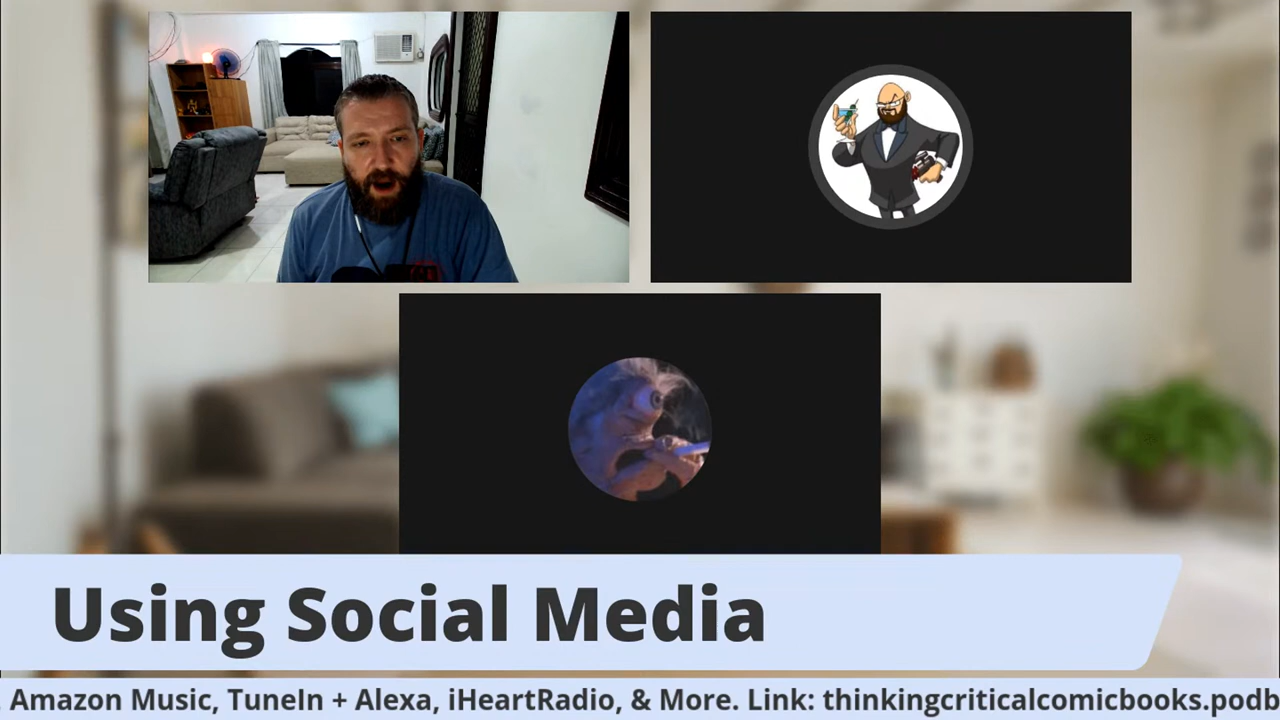 Using Social Media
Amazon Music, TuneIn + Alexa, iHeartRadio, & More. Link: thinkingcriticalcomicbooks.podb